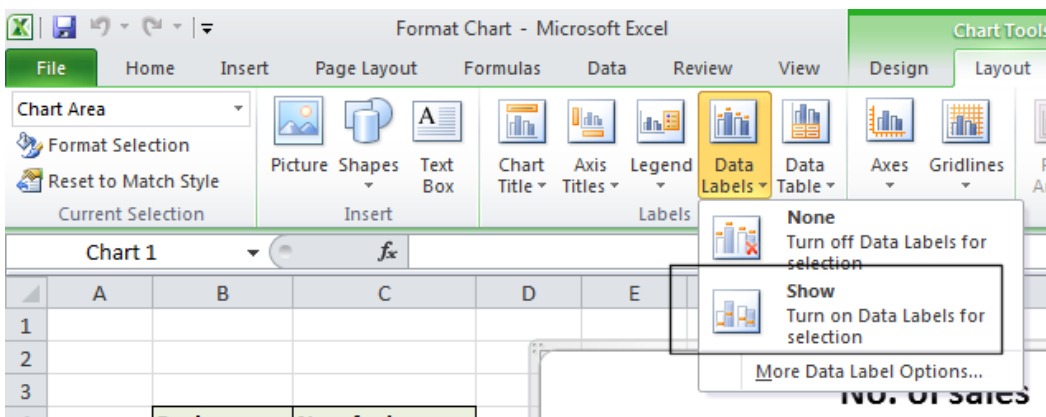 Format Chart - Microsoft Excel
Chart Tools
File Home Insert Page Layout Formulas Data Review View Design Layout
Chart Area
Format Selection
Reset to Match Style
Current Selection
Picture Shapes Text Box
Insert
Chart Title Axis Titles Legend Data Labels Data Table
Labels
Axes Gridlines
None
Turn off Data Labels for
selection
Show
Turn on Data Labels for
selection
More Data Label Options...
Chart 1 fx
A B C D E
1
2
3
No. of sales